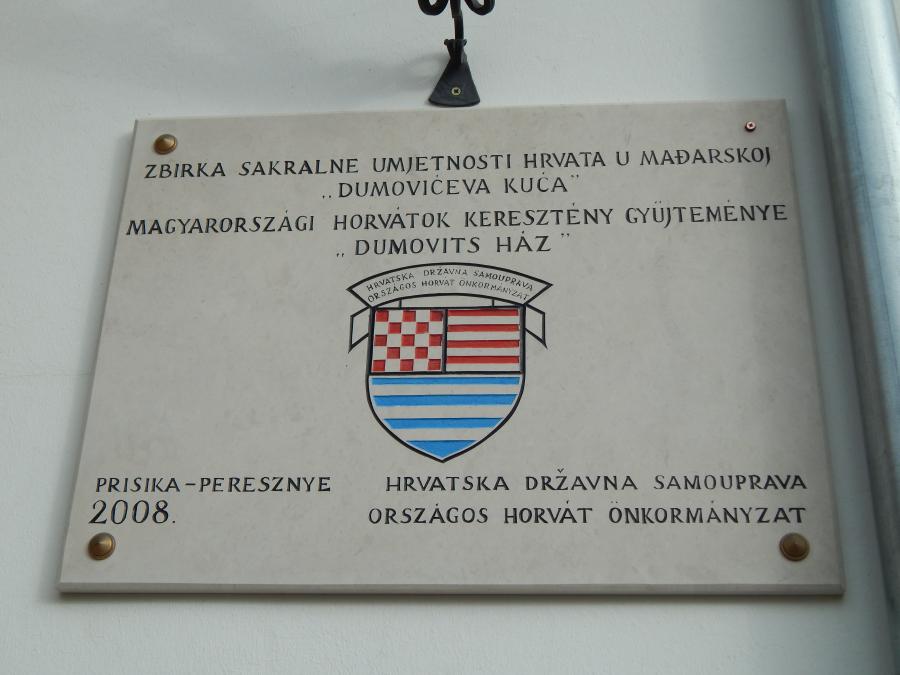 ZBIRKA SAKRALNE UMJETNOSTI HRVATA U MAĐARSKOJ
„DUMOVIĆEVA KUĆA”
MAGYARORSZÁGI HORVÁTOK KERESZTÉNY GYÜJTEMÉNYE
„DUMOVITS HÁZ”
HRVATSKA DRŽAVNA SAMOUPRAVA
ORSZÁGOS HORVÁT ÖNKORMÁNYZAT
PRISIKA-PERESZNYE
2008.
HRVATSKA DRŽAVNA SAMOUPRAVA
ORSZÁGOS HORVÁT ÖNKORMÁNYZAT